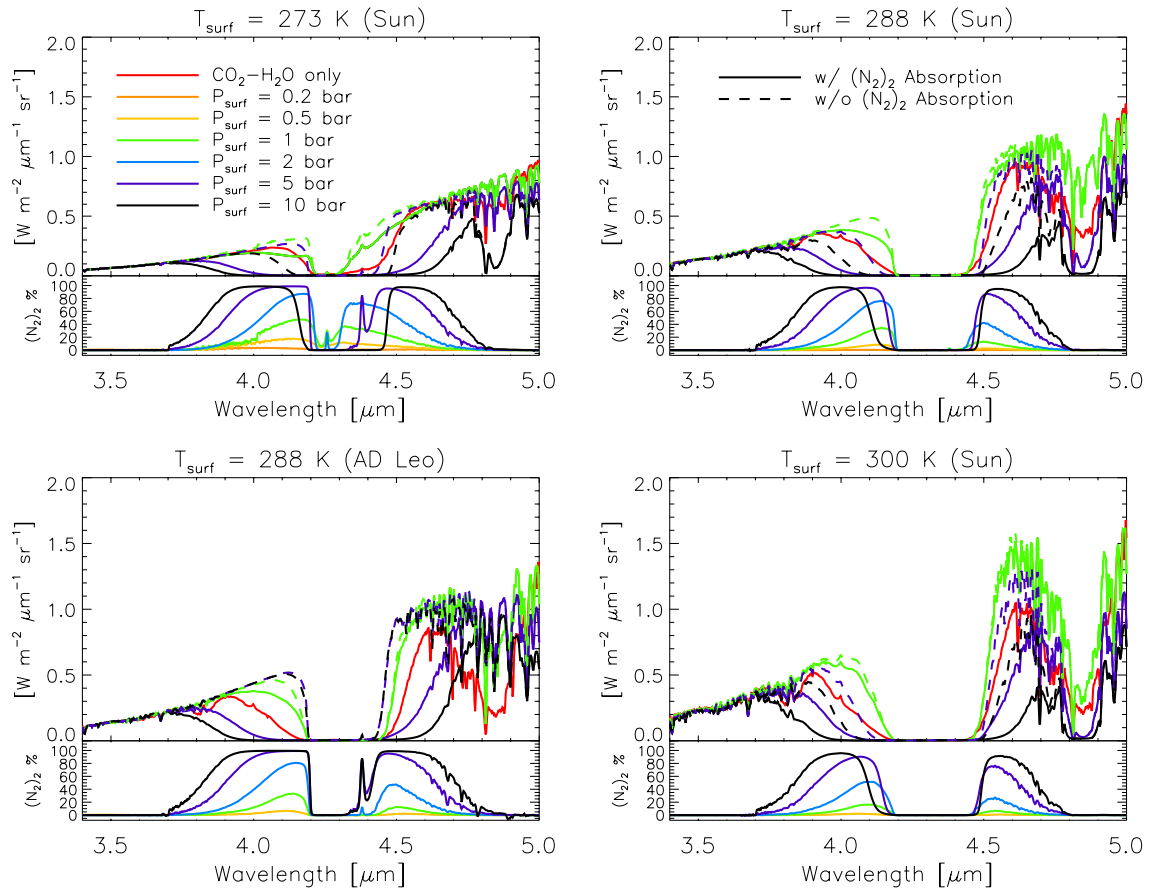 T_surf = 273 K (Sun)
[W m⁻² μm⁻¹ sr⁻¹]
2.0
1.5
1.0
0.5
0.0
CO₂−H₂O only
P_surf = 0.2 bar
P_surf = 0.5 bar
P_surf = 1 bar
P_surf = 2 bar
P_surf = 5 bar
P_surf = 10 bar
(N₂)₂ %
100
80
60
40
20
0
3.5 4.0 4.5 5.0
Wavelength [μm]
T_surf = 288 K (Sun)
[W m⁻² μm⁻¹ sr⁻¹]
2.0
1.5
1.0
0.5
0.0
w/ (N₂)₂ Absorption
w/o (N₂)₂ Absorption
(N₂)₂ %
100
80
60
40
20
0
3.5 4.0 4.5 5.0
Wavelength [μm]
T_surf = 288 K (AD Leo)
[W m⁻² μm⁻¹ sr⁻¹]
2.0
1.5
1.0
0.5
0.0
(N₂)₂ %
100
80
60
40
20
0
3.5 4.0 4.5 5.0
Wavelength [μm]
T_surf = 300 K (Sun)
[W m⁻² μm⁻¹ sr⁻¹]
2.0
1.5
1.0
0.5
0.0
(N₂)₂ %
100
80
60
40
20
0
3.5 4.0 4.5 5.0
Wavelength [μm]